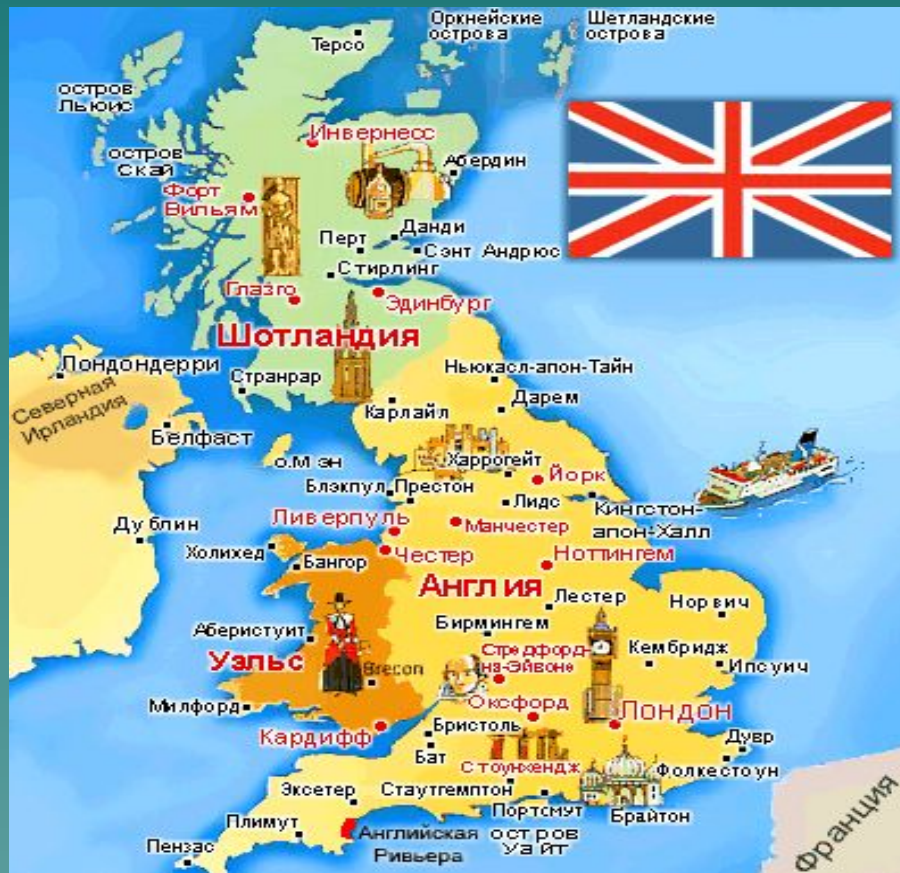 Оркнейские
острова
Шетландские
острова
Терсо
остров
Льюис
Инвернесс
остров
Скай
Абердин
Форт
Вильям
Данди
Перт
Сэнт Андрюс
Стирлинг
Глазго
Эдинбург
Шотландия
Лондондерри
Странрар
Ньюкасл-апон-Тайн
Северная
Ирландия
Карлайл
Дарем
Белфаст
о.Мэн
Харрогейт
Йорк
Блэкпул
Престон
Лидс
Кингстон-
апон-Халл
Дублин
Ливерпуль
Манчестер
Холихед
Бангор
Честер
Ноттингем
Англия
Лестер
Норвич
Аберистуит
Бирмингем
Уэльс
Стредфорд-
на-Эйвоне
Кембридж
Ипсуич
Brecon
Милфорд
Оксфорд
Лондон
Кардифф
Бристоль
Бат
Дувр
Стоунхендж
Фолкестоун
Эксетер
Стаутгемптон
Портсмут
Брайтон
Плимут
Пензас
Английская
Ривьера
остров
Уайт
Франция